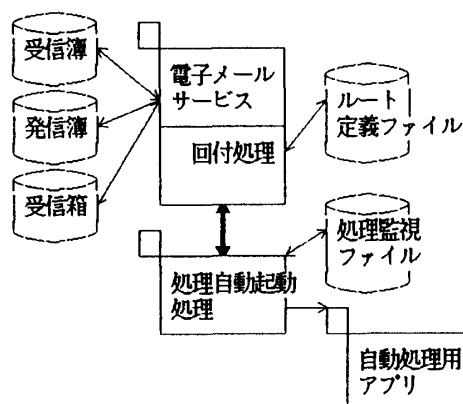 受信簿
発信簿
受信箱
電子メール
サービス
回付処理
ルート
定義ファイル
処理自動起動
処理
処理監視
ファイル
自動処理用
アプリ